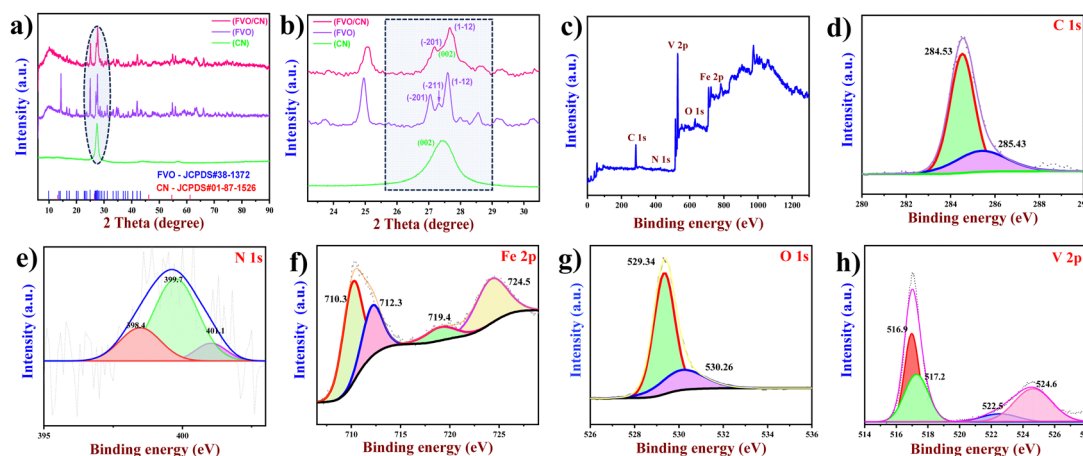 a)
(FVO/CN)
(FVO)
(CN)
FVO - JCPDS#38-1372
CN - JCPDS#01-87-1526
10 20 30 40 50 60 70 80 90
2 Theta (degree)
Intensity (a.u.)
b)
(FVO/CN)
(FVO)
(CN)
(1-12)
(-201)
(002)
(-211)
(1-12)
(-201)
(002)
24 25 26 27 28 29 30
2 Theta (degree)
Intensity (a.u.)
c)
V 2p
Fe 2p
O 1s
C 1s
N 1s
0 200 400 600 800 1000 1200
Binding energy (eV)
Intensity (a.u.)
d)
C 1s
284.53
285.43
280 282 284 286 288
Binding energy (eV)
Intensity (a.u.)
e)
N 1s
399.7
398.4
401.1
395 400
Binding energy (eV)
Intensity (a.u.)
f)
Fe 2p
710.3
712.3
719.4
724.5
710 715 720 725
Binding energy (eV)
Intensity (a.u.)
g)
O 1s
529.34
530.26
526 528 530 532 534 536
Binding energy (eV)
Intensity (a.u.)
h)
V 2p
516.9
517.2
522.5
524.6
514 516 518 520 522 524 526
Binding energy (eV)
Intensity (a.u.)